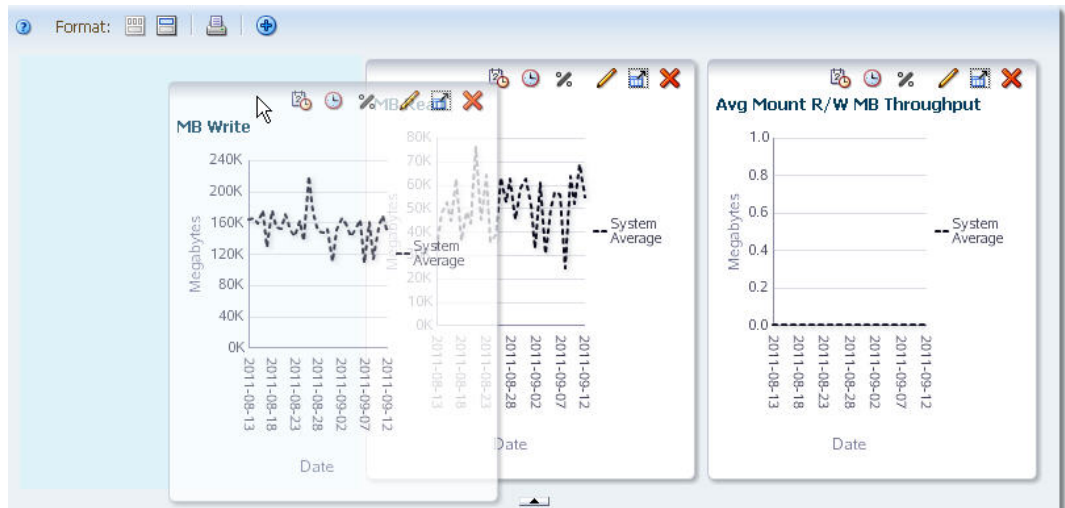 Format:
MB Write
240K
200K
160K
120K
80K
40K
0K
Megabytes
System
Average
2011-08-13
2011-08-18
2011-08-23
2011-08-28
2011-09-02
2011-09-07
2011-09-12
Date
MB Read
80K
70K
60K
50K
40K
30K
20K
10K
0K
Megabytes
System
Average
2011-08-13
2011-08-18
2011-08-23
2011-08-28
2011-09-02
2011-09-07
2011-09-12
Date
Avg Mount R/W MB Throughput
1.0
0.8
0.6
0.4
0.2
0.0
Megabytes
System
Average
2011-08-13
2011-08-18
2011-08-23
2011-08-28
2011-09-02
2011-09-07
2011-09-12
Date